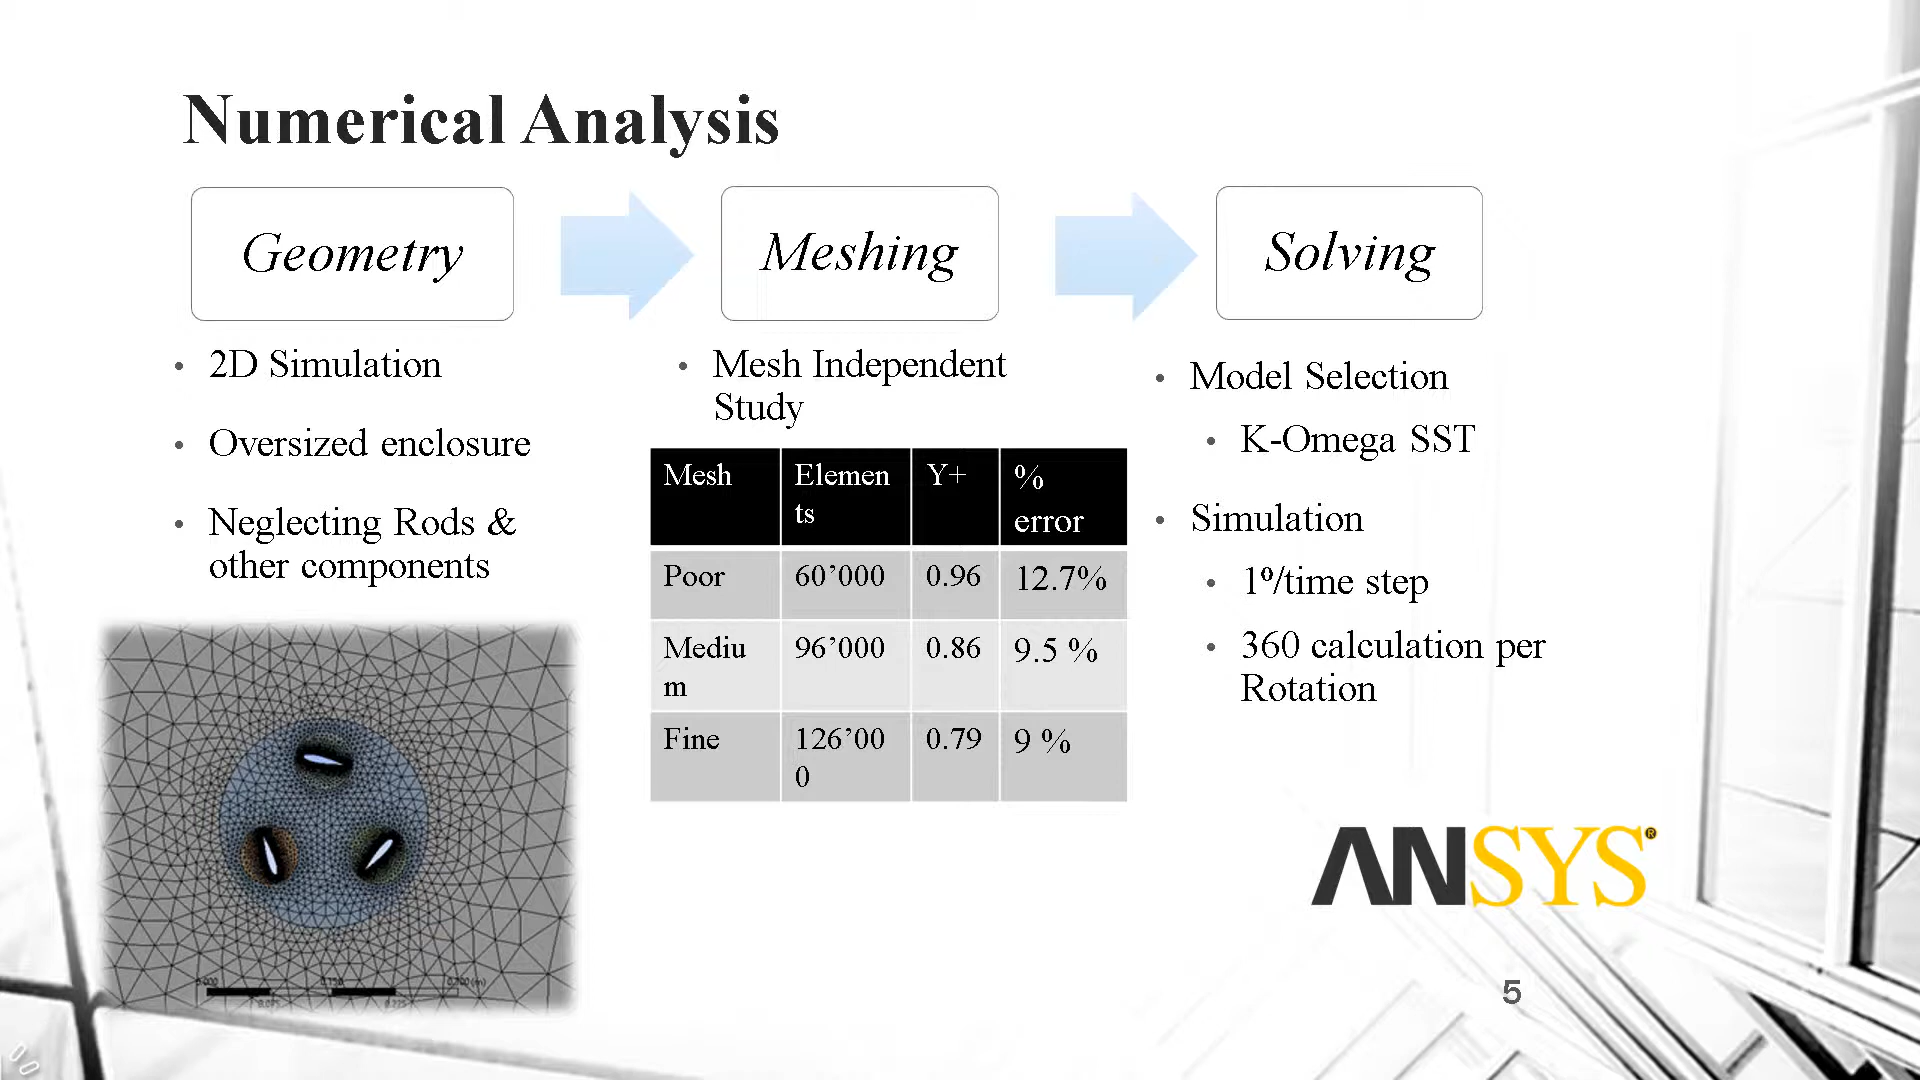 Numerical Analysis
Geometry
Meshing
Solving
• 2D Simulation
• Oversized enclosure
• Neglecting Rods &
other components
• Mesh Independent
Study
Mesh Elemen Y+ %
ts error
Poor 60’000 0.96 12.7%
Mediu 96’000 0.86 9.5 %
m
Fine 126’00 0.79 9 %
0
• Model Selection
• K-Omega SST
• Simulation
• 1º/time step
• 360 calculation per
Rotation
ANSYS®
5